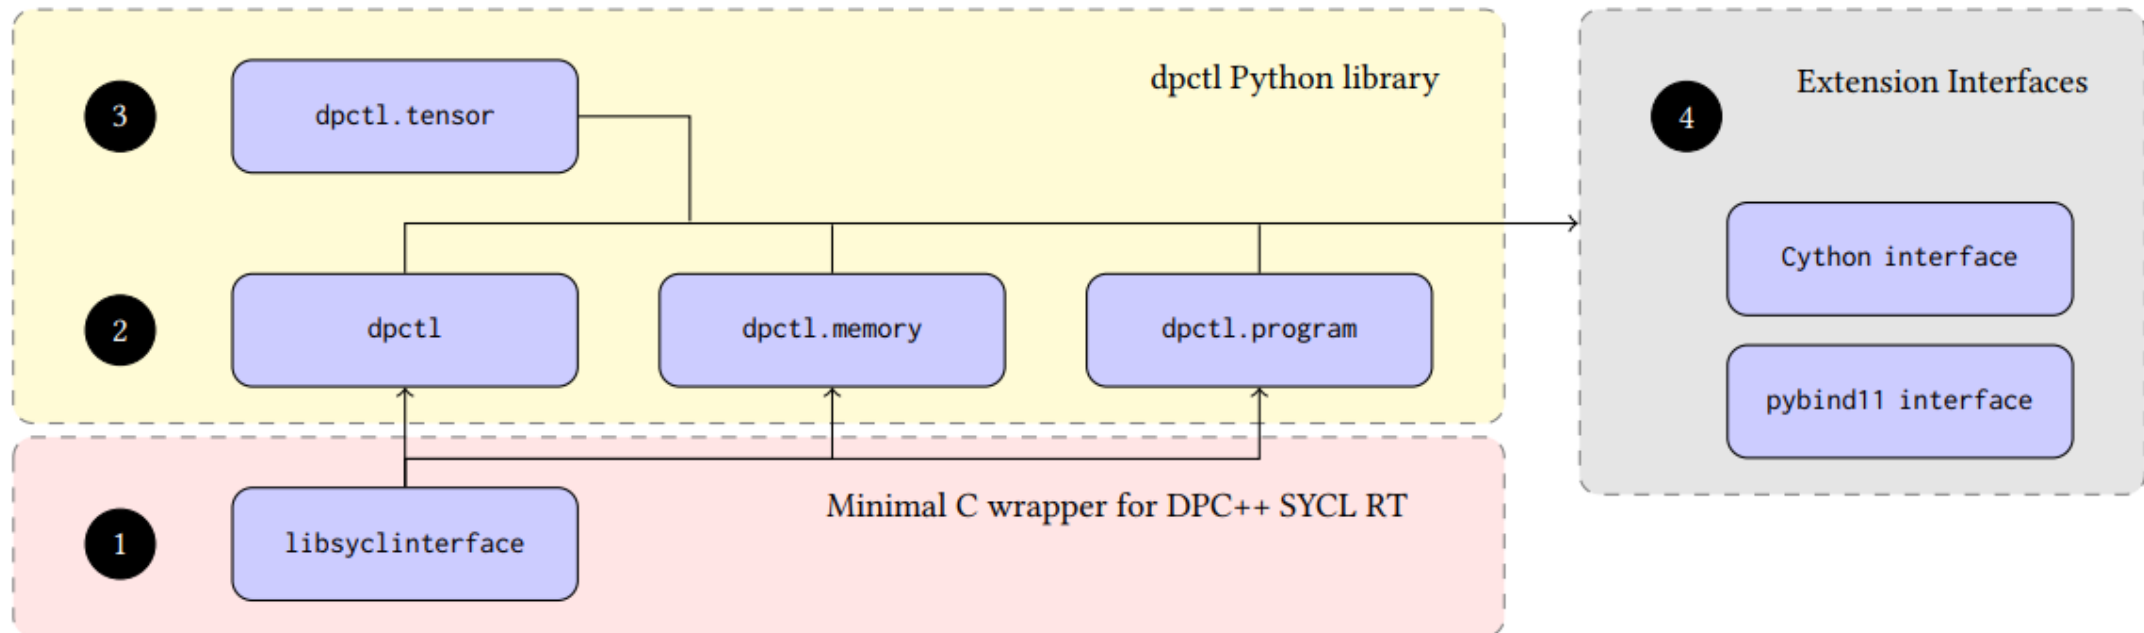 dpctl Python library
3
dpctl.tensor
2
dpctl
dpctl.memory
dpctl.program
Minimal C wrapper for DPC++ SYCL RT
1
libsyclinterface
Extension Interfaces
4
Cython interface
pybind11 interface